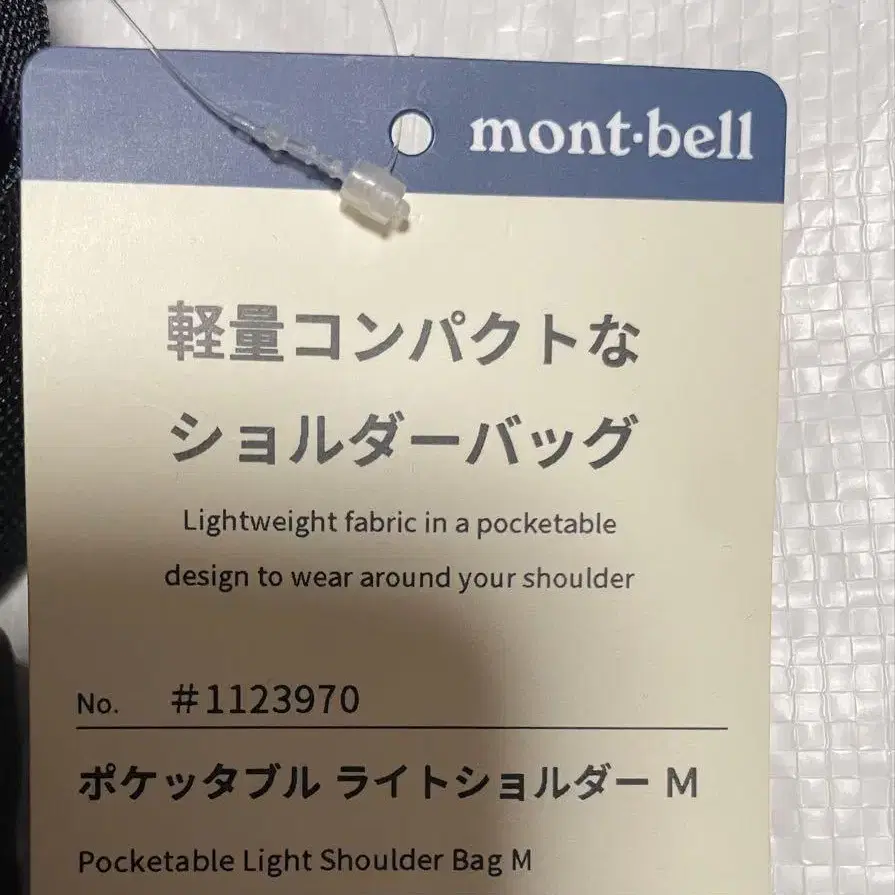 mont·bell
軽量コンパクトな
ショルダーバッグ
Lightweight fabric in a pocketable
design to wear around your shoulder
No. #1123970
ポケッタブル ライトショルダー M
Pocketable Light Shoulder Bag M